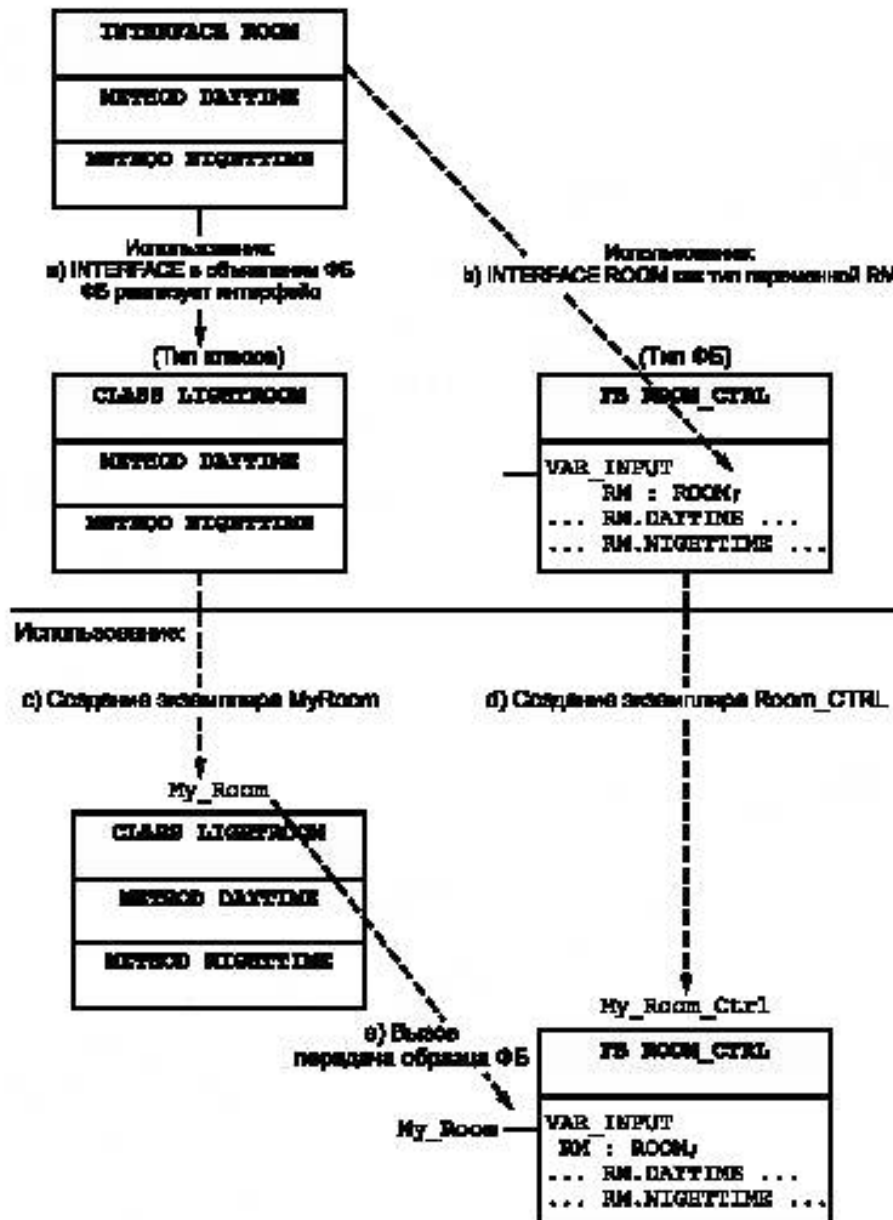 INTERFACE ROOM
METHOD DAYTIME
METHOD NIGHTTIME
Использование:
a) INTERFACE в объявлении ФБ
ФБ реализует интерфейс
Использование:
b) INTERFACE ROOM как тип переменной RM
(Тип класса)
CLASS LIGHTROOM
METHOD DAYTIME
METHOD NIGHTTIME
(Тип ФБ)
FB ROOM_CTRL
VAR_INPUT
RM : ROOM;
... RM.DAYTIME ...
... RM.NIGHTTIME ...
Использование:
c) Создание экземпляра MyRoom
d) Создание экземпляра Room_CTRL
My_Room
CLASS LIGHTROOM
METHOD DAYTIME
METHOD NIGHTTIME
e) Вызов
передача образца ФБ
My_Room_Ctrl
FB ROOM_CTRL
My_Room
VAR_INPUT
RM : ROOM;
... RM.DAYTIME ...
... RM.NIGHTTIME ...